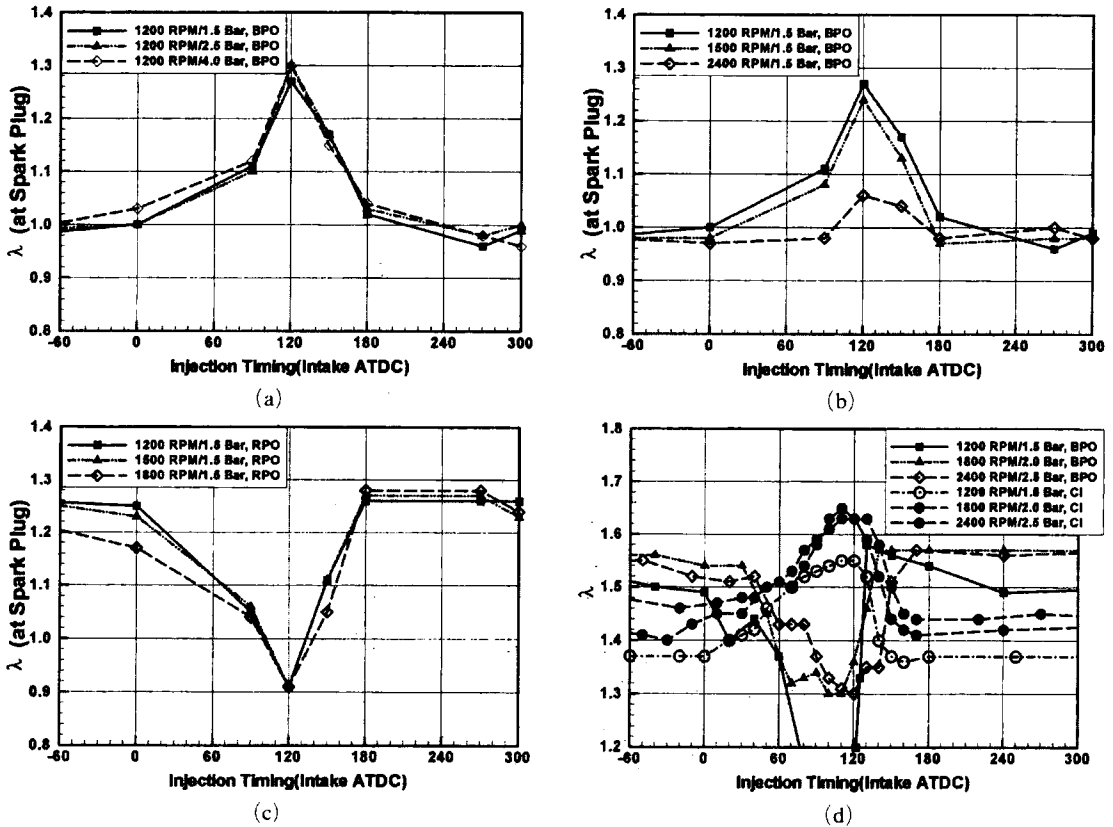 1200 RPM/1.5 Bar, BPO
1200 RPM/2.5 Bar, BPO
1200 RPM/4.0 Bar, BPO
1.4
1.3
1.2
1.1
1.0
0.9
0.8
λ (at Spark Plug)
-60 0 60 120 180 240 300
Injection Timing(Intake ATDC)
(a)
1200 RPM/1.5 Bar, BPO
1500 RPM/1.5 Bar, BPO
2400 RPM/1.5 Bar, BPO
1.4
1.3
1.2
1.1
1.0
0.9
0.8
λ (at Spark Plug)
-60 0 60 120 180 240 300
Injection Timing(Intake ATDC)
(b)
1200 RPM/1.5 Bar, RPO
1500 RPM/1.5 Bar, RPO
1800 RPM/1.5 Bar, RPO
1.4
1.3
1.2
1.1
1.0
0.9
0.8
λ (at Spark Plug)
-60 0 60 120 180 240 300
Injection Timing(Intake ATDC)
(c)
1200 RPM/1.5 Bar, BPO
1800 RPM/2.0 Bar, BPO
2400 RPM/2.5 Bar, BPO
1200 RPM/1.5 Bar, CI
1800 RPM/2.0 Bar, CI
2400 RPM/2.5 Bar, CI
1.8
1.7
1.6
1.5
1.4
1.3
1.2
λ
-60 0 60 120 180 240 300
Injection Timing(Intake ATDC)
(d)